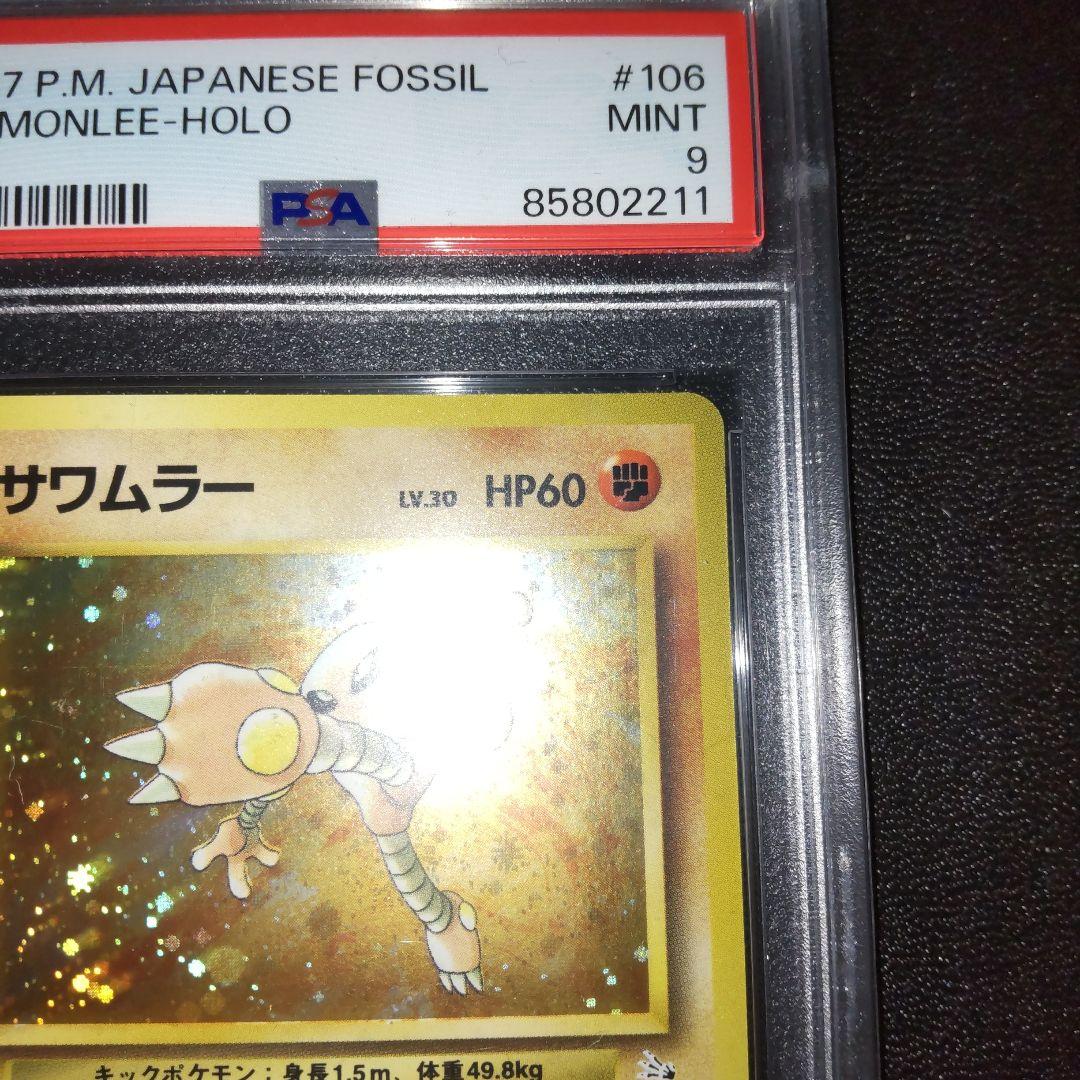 7 P.M. JAPANESE FOSSIL #106
MONLEE-HOLO MINT
9
PSA 85802211
サワムラー LV.30 HP60
キックポケモン：身長1.5m、体重49.8kg